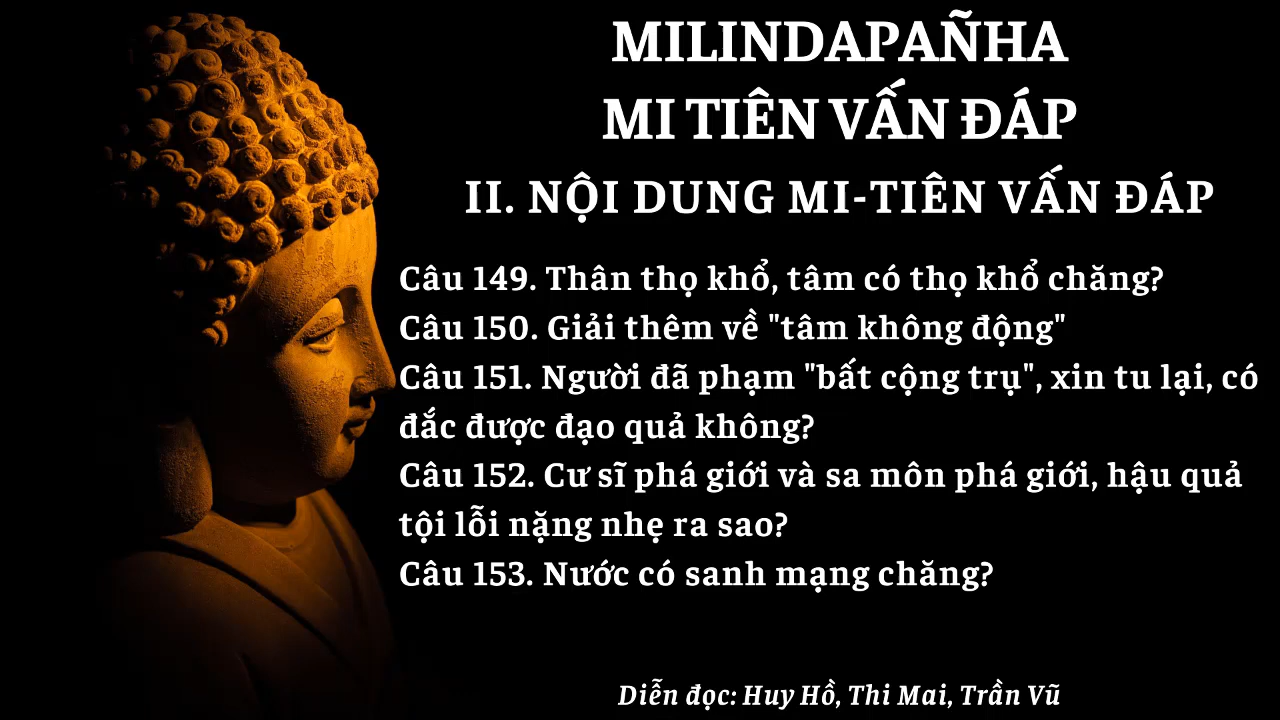 MILINDAPAÑHA
MI TIÊN VẤN ĐÁP
II. NỘI DUNG MI-TIÊN VẤN ĐÁP
Câu 149. Thân thọ khổ, tâm có thọ khổ chăng?
Câu 150. Giải thêm về "tâm không động"
Câu 151. Người đã phạm "bất cộng trụ", xin tu lại, có
đắc được đạo quả không?
Câu 152. Cư sĩ phá giới và sa môn phá giới, hậu quả
tội lỗi nặng nhẹ ra sao?
Câu 153. Nước có sanh mạng chăng?
Diễn đọc: Huy Hồ, Thi Mai, Trần Vũ